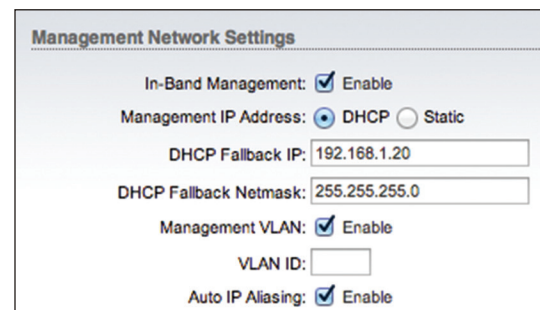 Management Network Settings
In-Band Management: Enable
Management IP Address: DHCP Static
DHCP Fallback IP: 192.168.1.20
DHCP Fallback Netmask: 255.255.255.0
Management VLAN: Enable
VLAN ID:
Auto IP Aliasing: Enable